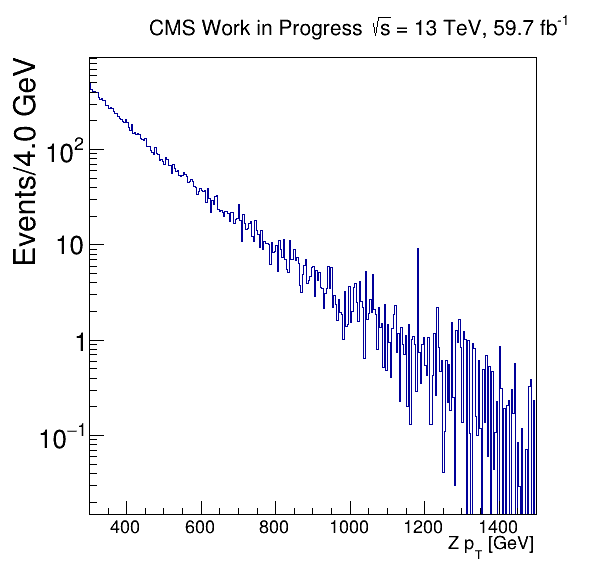 CMS Work in Progress √s = 13 TeV, 59.7 fb⁻¹
Events/4.0 GeV
10²
10
1
10⁻¹
400 600 800 1000 1200 1400
Z p_T [GeV]